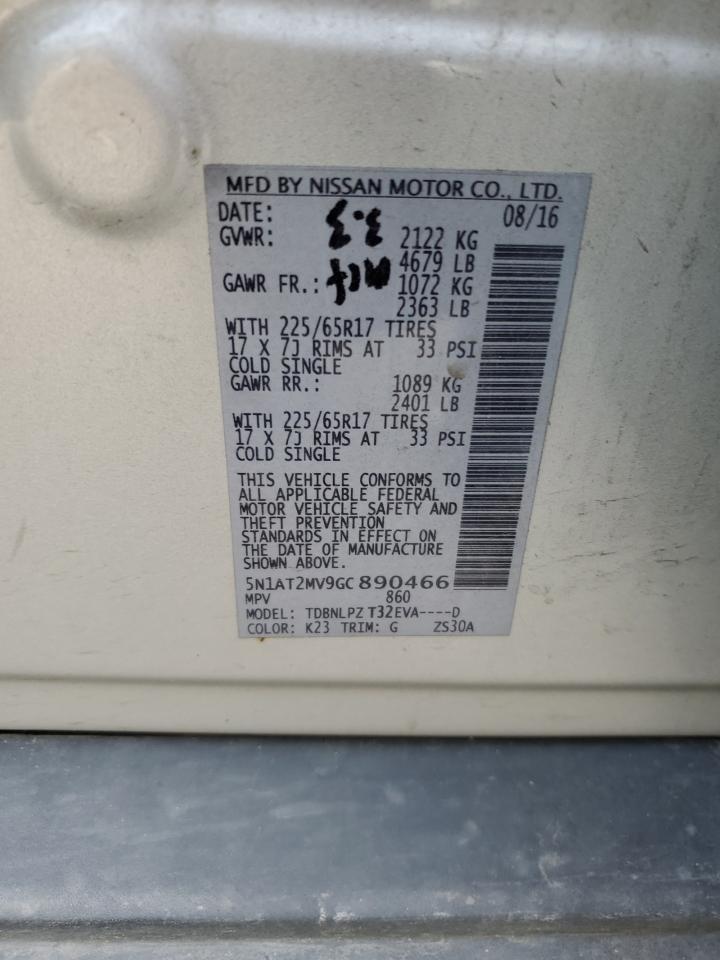 MFD BY NISSAN MOTOR CO., LTD.
DATE: 08/16
GVWR: 2122 KG
4679 LB
GAWR FR.: 1072 KG
2363 LB
WITH 225/65R17 TIRES
17 X 7J RIMS AT 33 PSI
COLD SINGLE
GAWR RR.: 1089 KG
2401 LB
WITH 225/65R17 TIRES
17 X 7J RIMS AT 33 PSI
COLD SINGLE
THIS VEHICLE CONFORMS TO
ALL APPLICABLE FEDERAL
MOTOR VEHICLE SAFETY AND
THEFT PREVENTION
STANDARDS IN EFFECT ON
THE DATE OF MANUFACTURE
SHOWN ABOVE.
5N1AT2MV9GC890466
MPV 860
MODEL: TDBNLPZ T32EVA----D
COLOR: K23 TRIM: G ZS30A